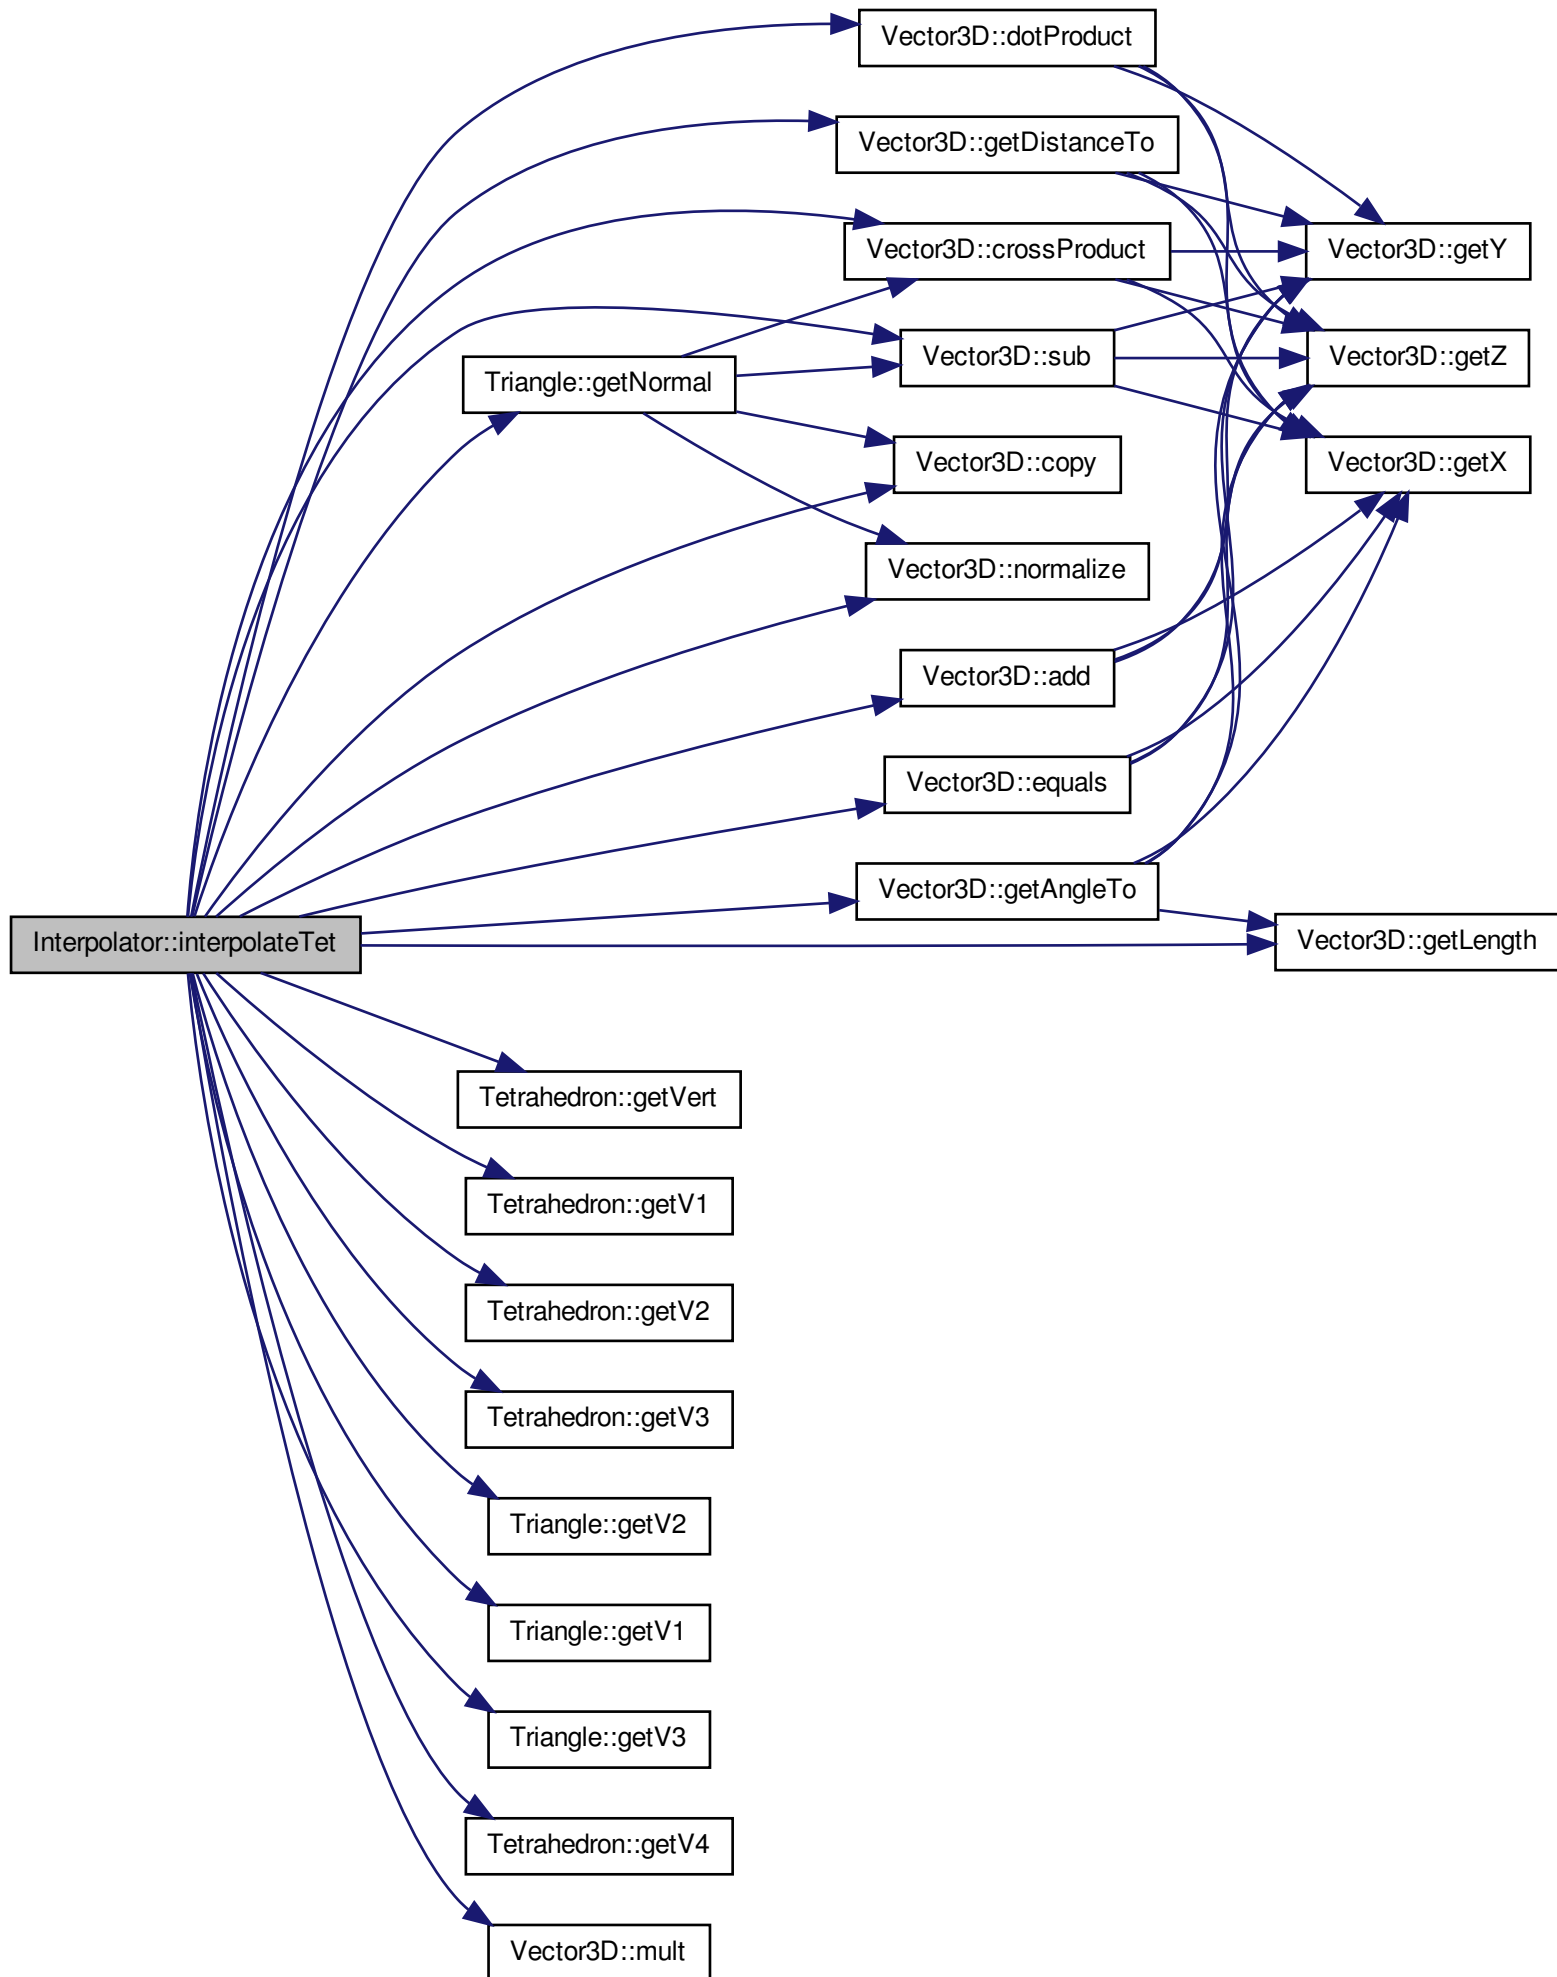 Vector3D::dotProduct
Vector3D::getDistanceTo
Vector3D::crossProduct
Vector3D::getY
Vector3D::sub
Vector3D::getZ
Triangle::getNormal
Vector3D::copy
Vector3D::getX
Vector3D::normalize
Vector3D::add
Vector3D::equals
Vector3D::getAngleTo
Interpolator::interpolateTet
Vector3D::getLength
Tetrahedron::getVert
Tetrahedron::getV1
Tetrahedron::getV2
Tetrahedron::getV3
Triangle::getV2
Triangle::getV1
Triangle::getV3
Tetrahedron::getV4
Vector3D::mult